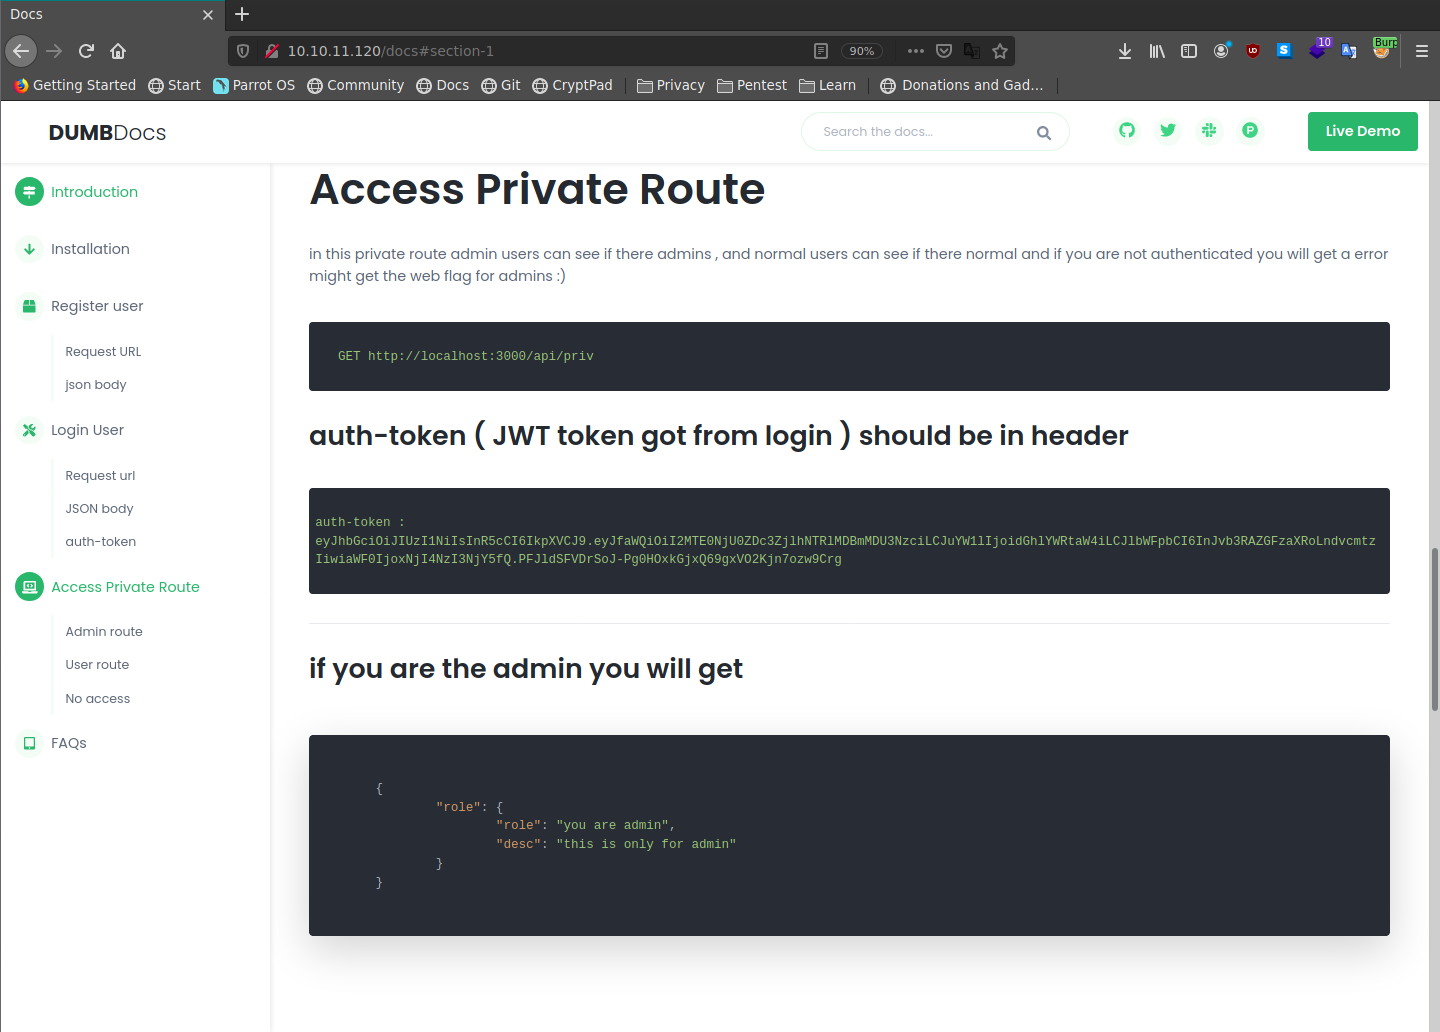 Docs
10.10.11.120/docs#section-1
90%
10
Burp
Getting Started
Start
Parrot OS
Community
Docs
Git
CryptPad
Privacy
Pentest
Learn
Donations and Gad...
DUMBDocs
Search the docs...
Live Demo
Introduction
Installation
Register user
Request URL
json body
Login User
Request url
JSON body
auth-token
Access Private Route
Admin route
User route
No access
FAQs
Access Private Route
in this private route admin users can see if there admins , and normal users can see if there normal and if you are not authenticated you will get a error
might get the web flag for admins :)
GET http://localhost:3000/api/priv
auth-token ( JWT token got from login ) should be in header
auth-token :
eyJhbGciOiJIUzI1NiIsInR5cCI6IkpXVCJ9.eyJfaWQiOiI2MTE0NjU0ZDc3ZjlhNTRlMDBmMDU3NzciLCJuYW1lIjoidGhlYWRtaW4iLCJlbWFpbCI6InJvb3RAZGFzaXRoLndvcmtz
IiwiaWF0IjoxNjI4NzI3NjY5fQ.PFJldSFVDrSoJ-Pg0HOxkGjxQ69gxVO2Kjn7ozw9Crg
if you are the admin you will get
{
"role": {
"role": "you are admin",
"desc": "this is only for admin"
}
}